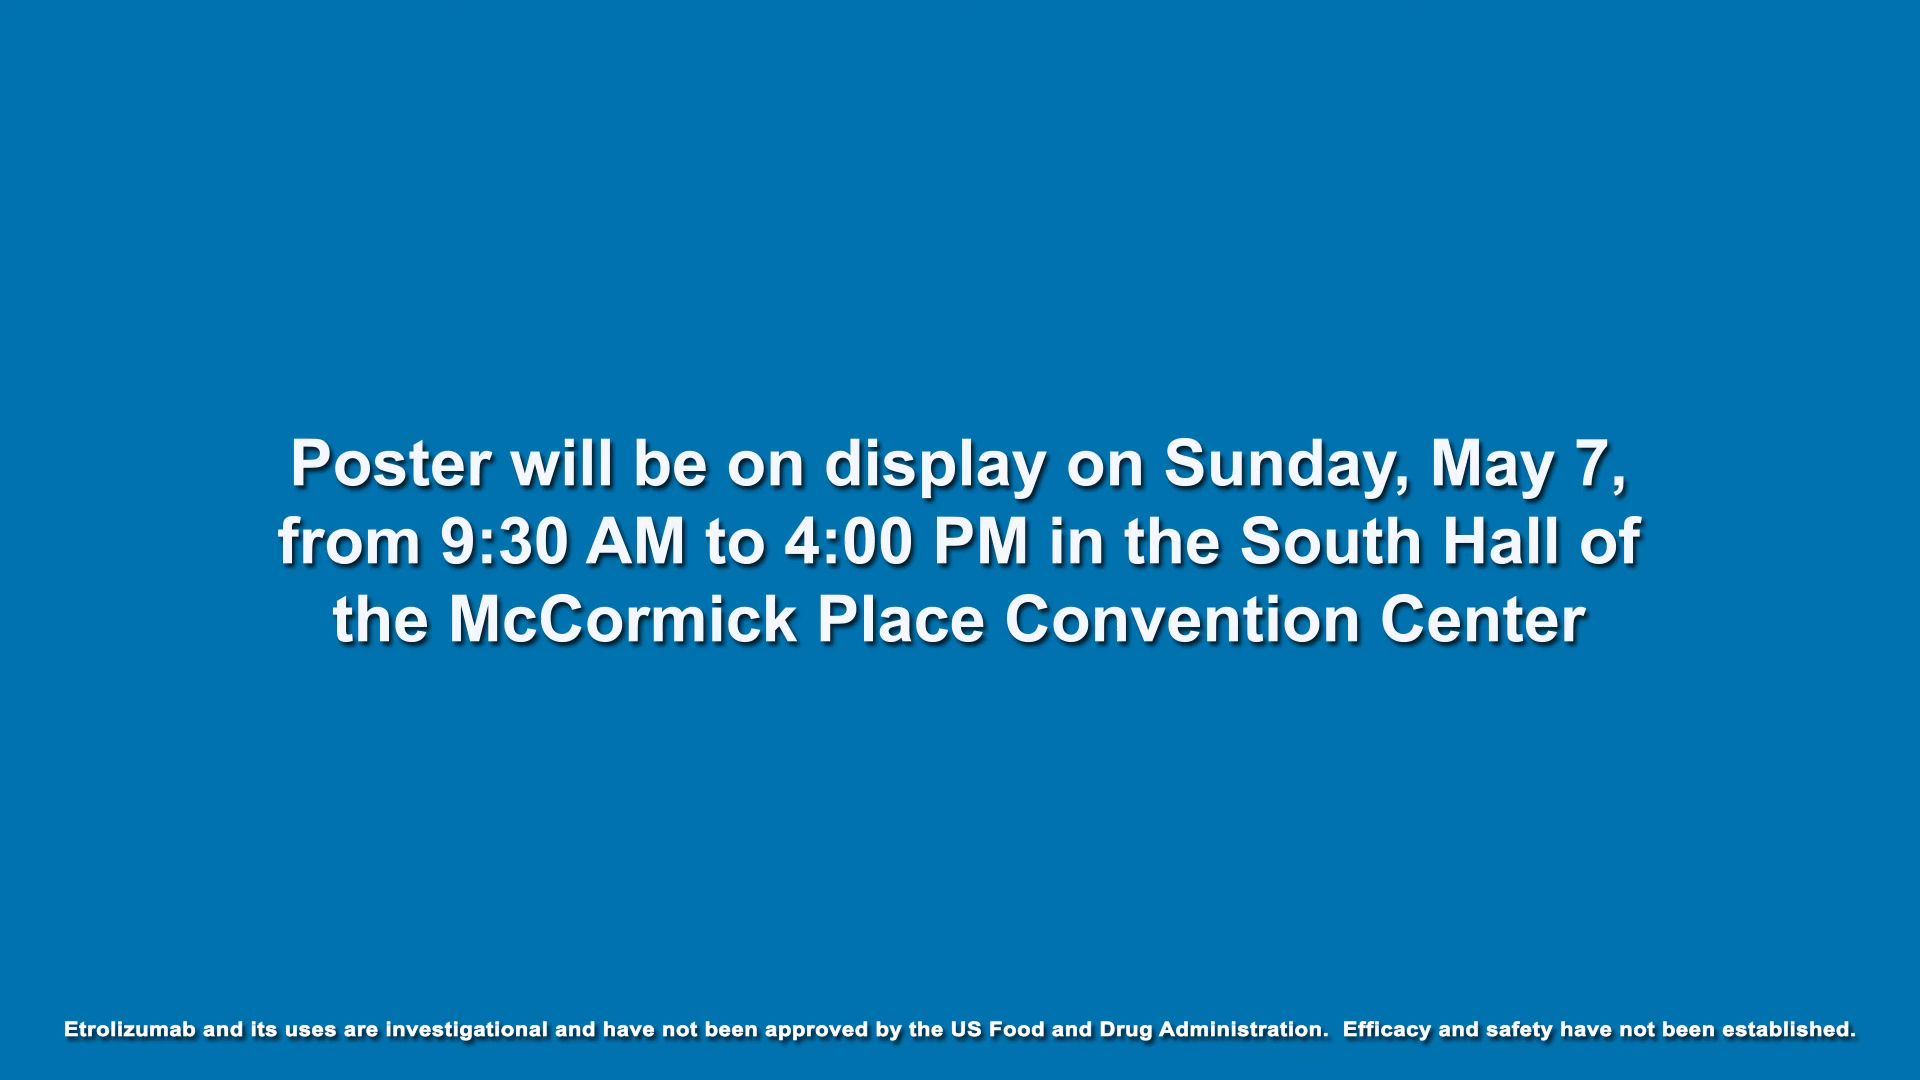 Poster will be on display on Sunday, May 7,
from 9:30 AM to 4:00 PM in the South Hall of
the McCormick Place Convention Center
Etrolizumab and its uses are investigational and have not been approved by the US Food and Drug Administration.  Efficacy and safety have not been established.